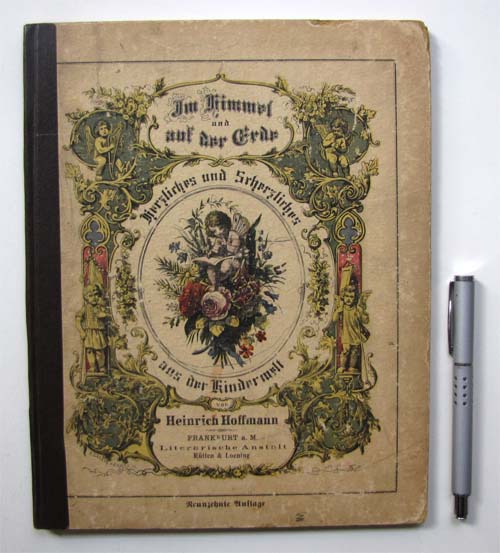 Im Himmel
und
auf der Erde
Herzliches und Scherzliches
aus der Kinderwelt
von
Heinrich Hoffmann
FRANKFURT a. M.
Literarische Anstalt
Rütten & Loening
Neunzehnte Auflage